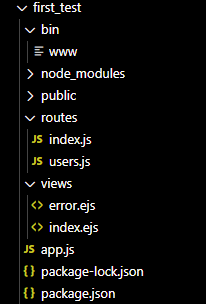 first_test
bin
www
node_modules
public
routes
JS index.js
JS users.js
views
<> error.ejs
<> index.ejs
JS app.js
{} package-lock.json
{} package.json